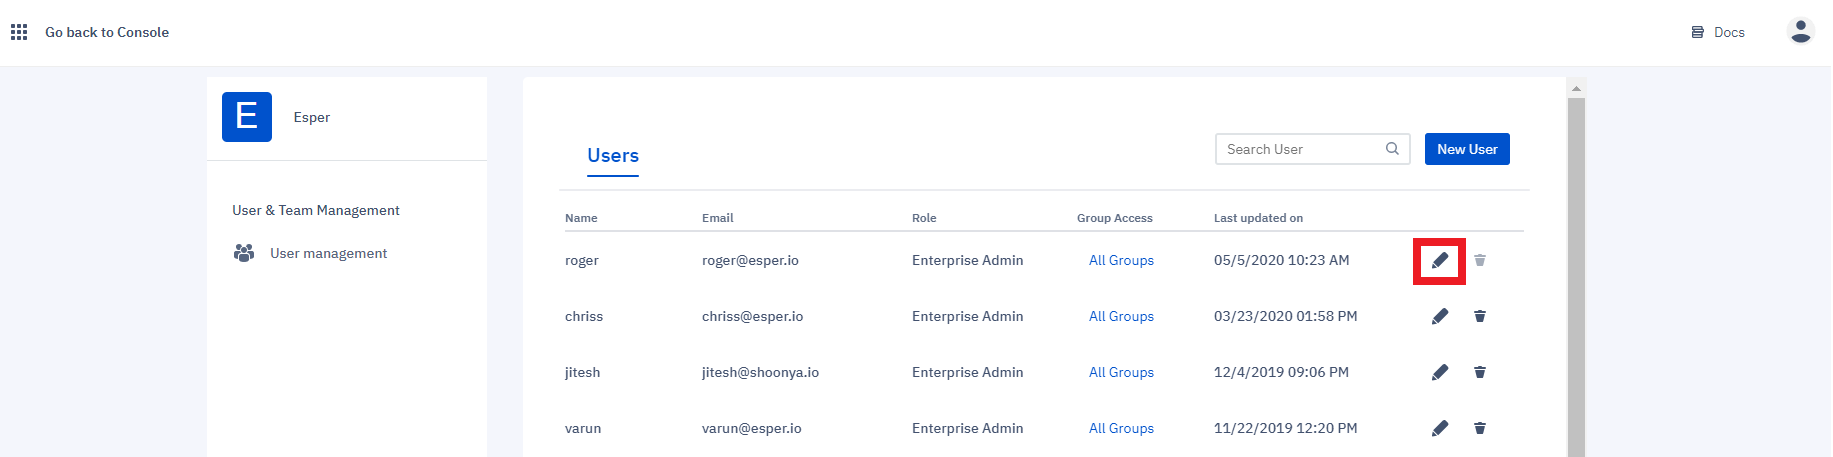 Go back to Console
Docs
E
Esper
User & Team Management
User management
Users
Search User
New User
Name Email Role Group Access Last updated on
roger roger@esper.io Enterprise Admin All Groups 05/5/2020 10:23 AM
chriss chriss@esper.io Enterprise Admin All Groups 03/23/2020 01:58 PM
jitesh jitesh@shoonya.io Enterprise Admin All Groups 12/4/2019 09:06 PM
varun varun@esper.io Enterprise Admin All Groups 11/22/2019 12:20 PM